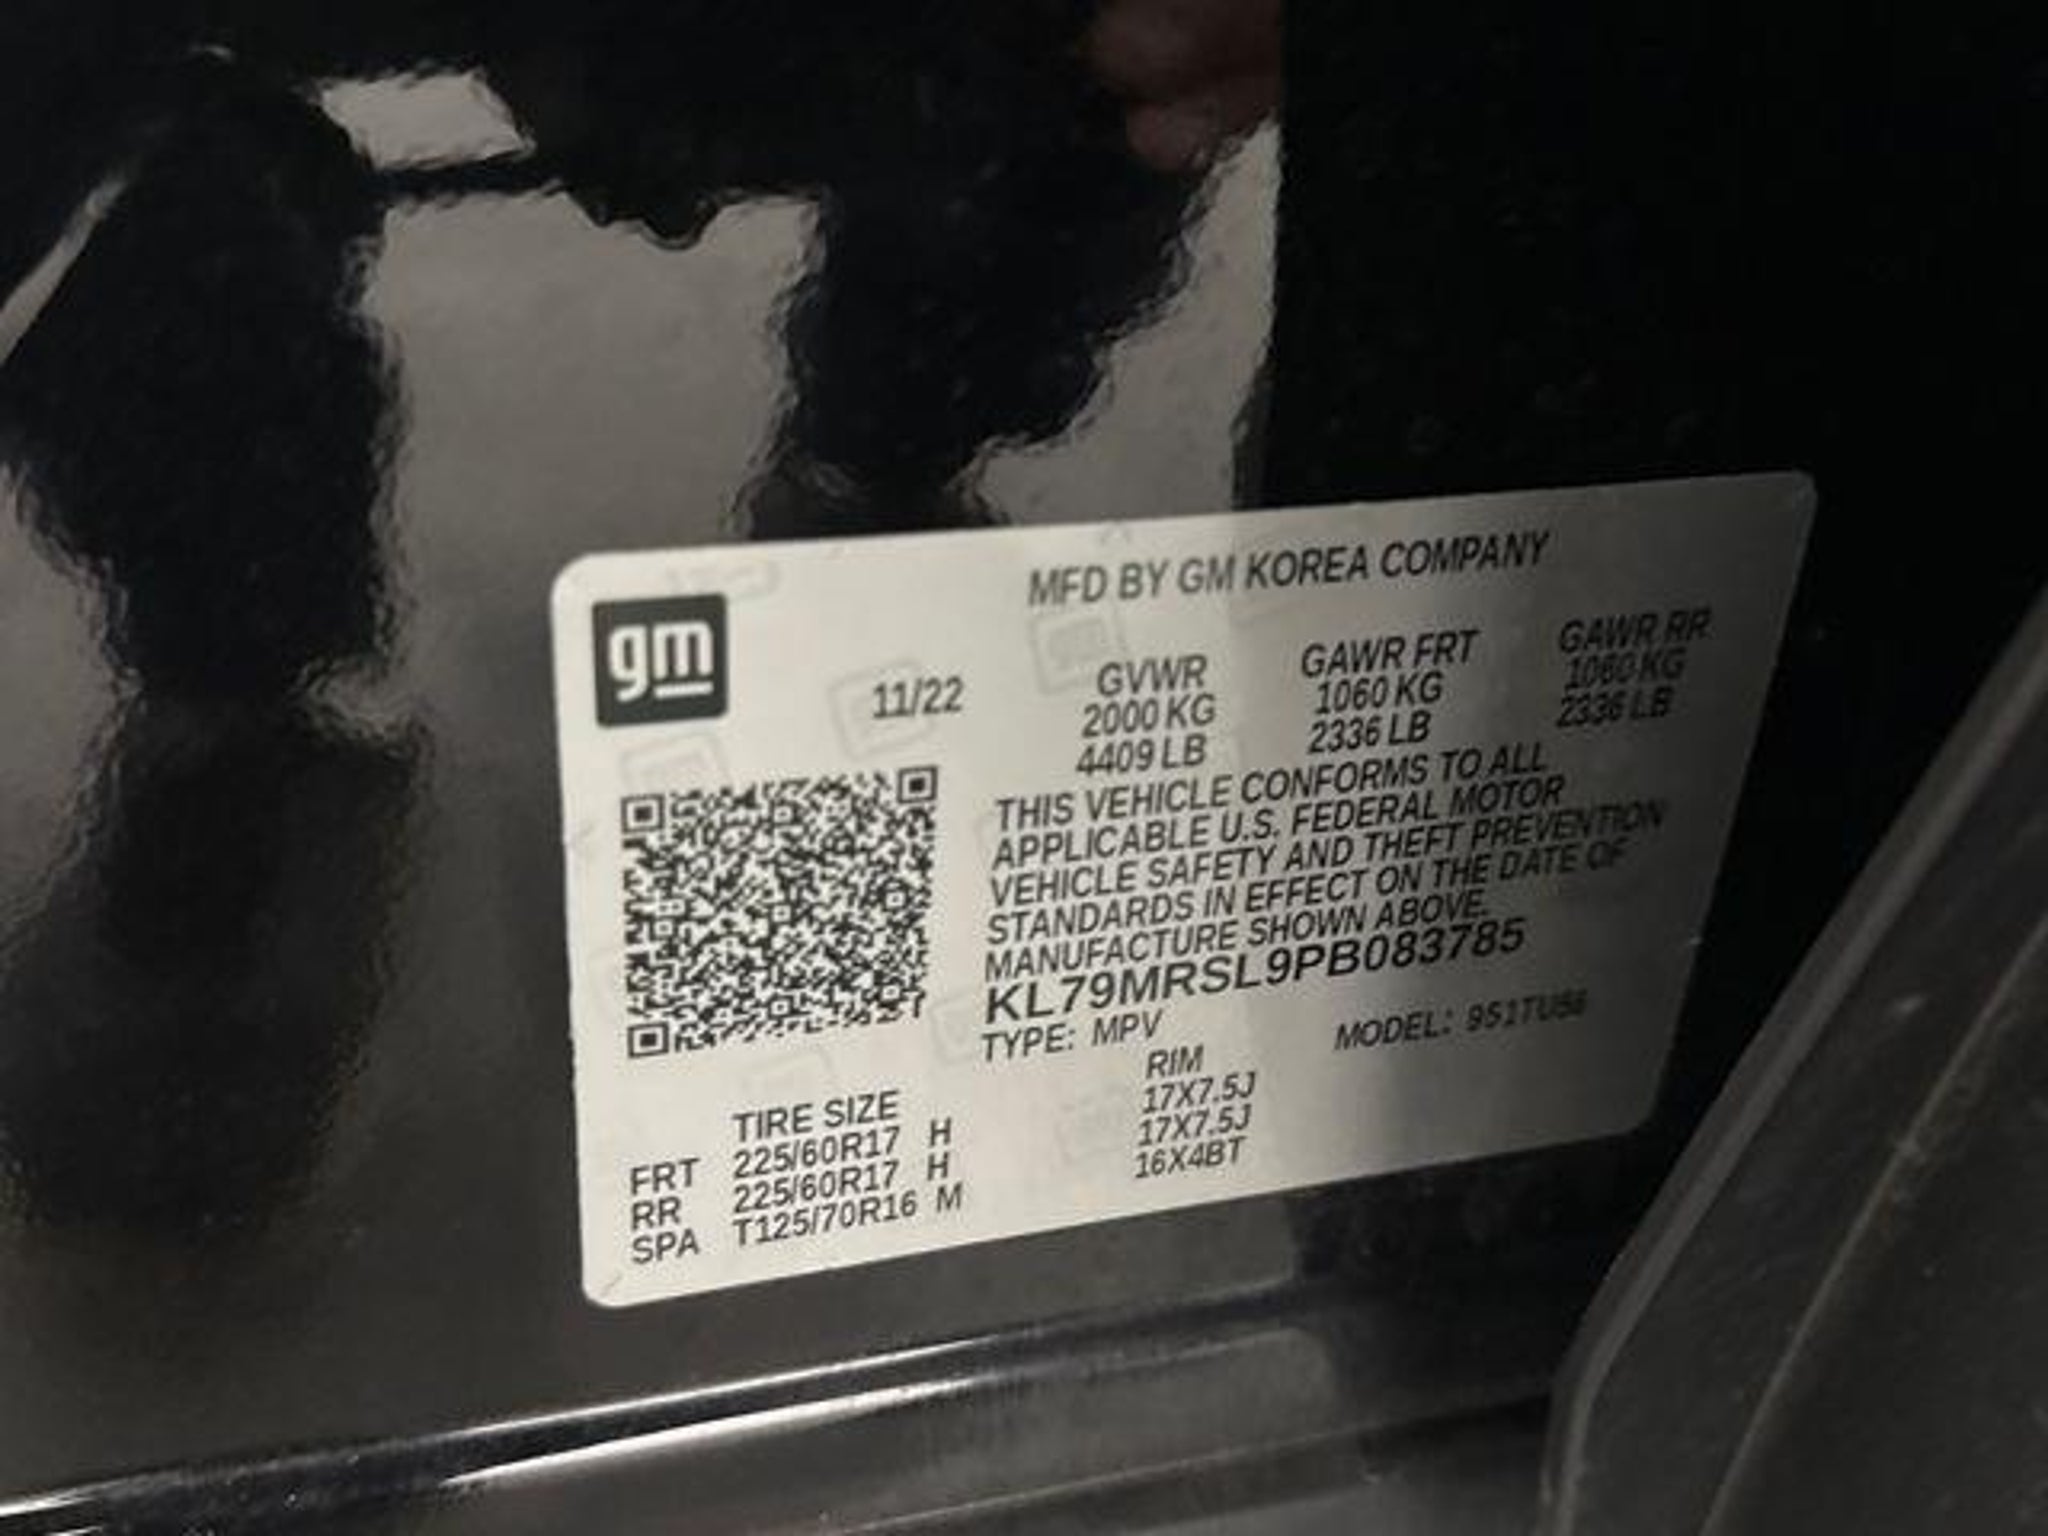 gm
MFD BY GM KOREA COMPANY
11/22 GVWR GAWR FRT GAWR RR
2000 KG 1060 KG 1060 KG
4409 LB 2336 LB 2336 LB
THIS VEHICLE CONFORMS TO ALL
APPLICABLE U.S. FEDERAL MOTOR
VEHICLE SAFETY AND THEFT PREVENTION
STANDARDS IN EFFECT ON THE DATE OF
MANUFACTURE SHOWN ABOVE.
KL79MRSL9PB083785
TYPE: MPV MODEL: 951TU56
TIRE SIZE RIM
FRT 225/60R17 H 17X7.5J
RR 225/60R17 H 17X7.5J
SPA T125/70R16 M 16X4BT